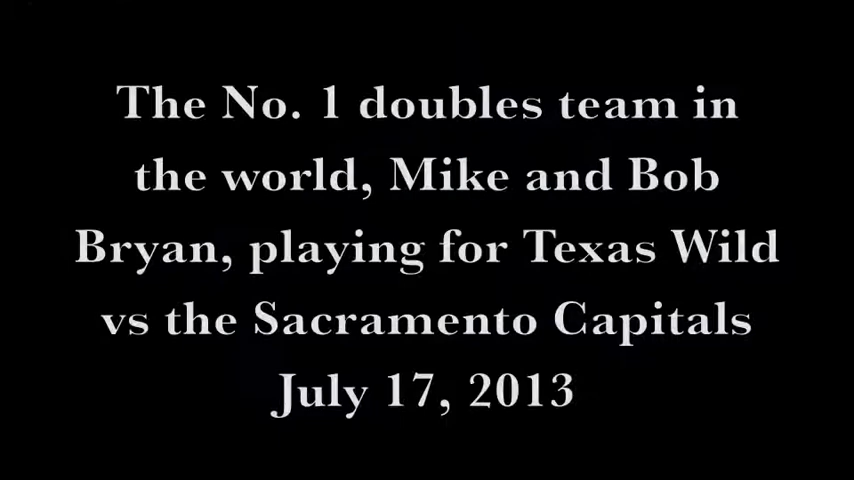 The No. 1 doubles team in
the world, Mike and Bob
Bryan, playing for Texas Wild
vs the Sacramento Capitals
July 17, 2013